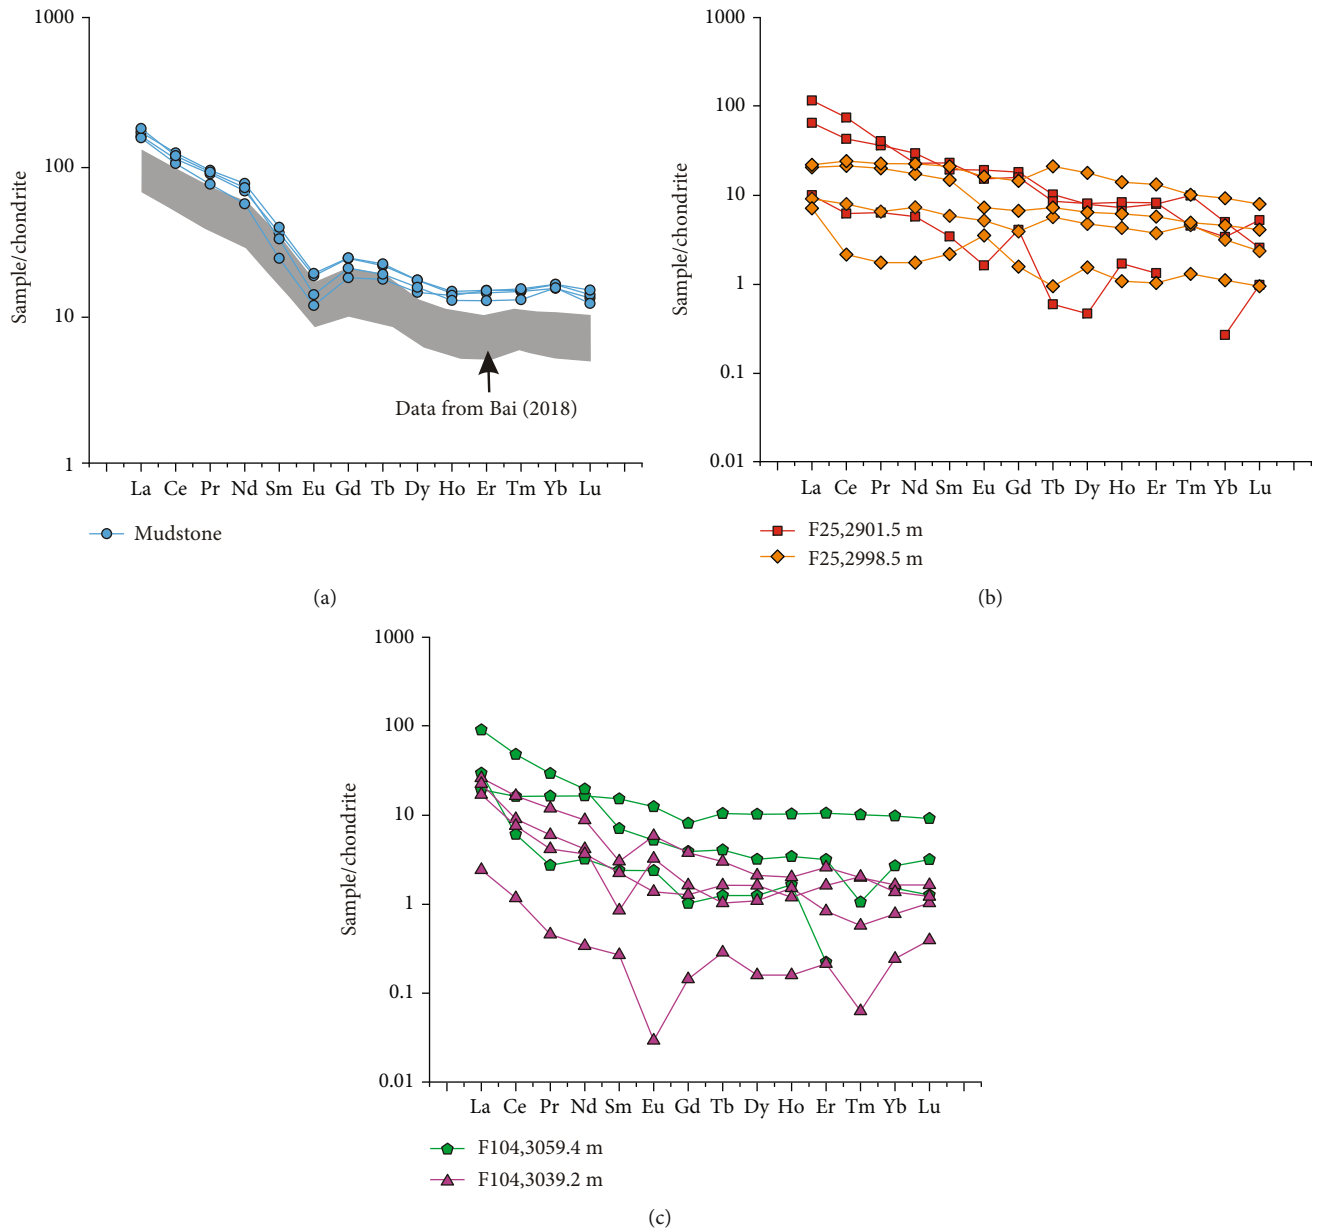 1000
100
10
1
Sample/chondrite
Data from Bai (2018)
La Ce Pr Nd Sm Eu Gd Tb Dy Ho Er Tm Yb Lu
Mudstone
(a)
1000
100
10
1
0.1
0.01
Sample/chondrite
La Ce Pr Nd Sm Eu Gd Tb Dy Ho Er Tm Yb Lu
F25,2901.5 m
F25,2998.5 m
(b)
1000
100
10
1
0.1
0.01
Sample/chondrite
La Ce Pr Nd Sm Eu Gd Tb Dy Ho Er Tm Yb Lu
F104,3059.4 m
F104,3039.2 m
(c)